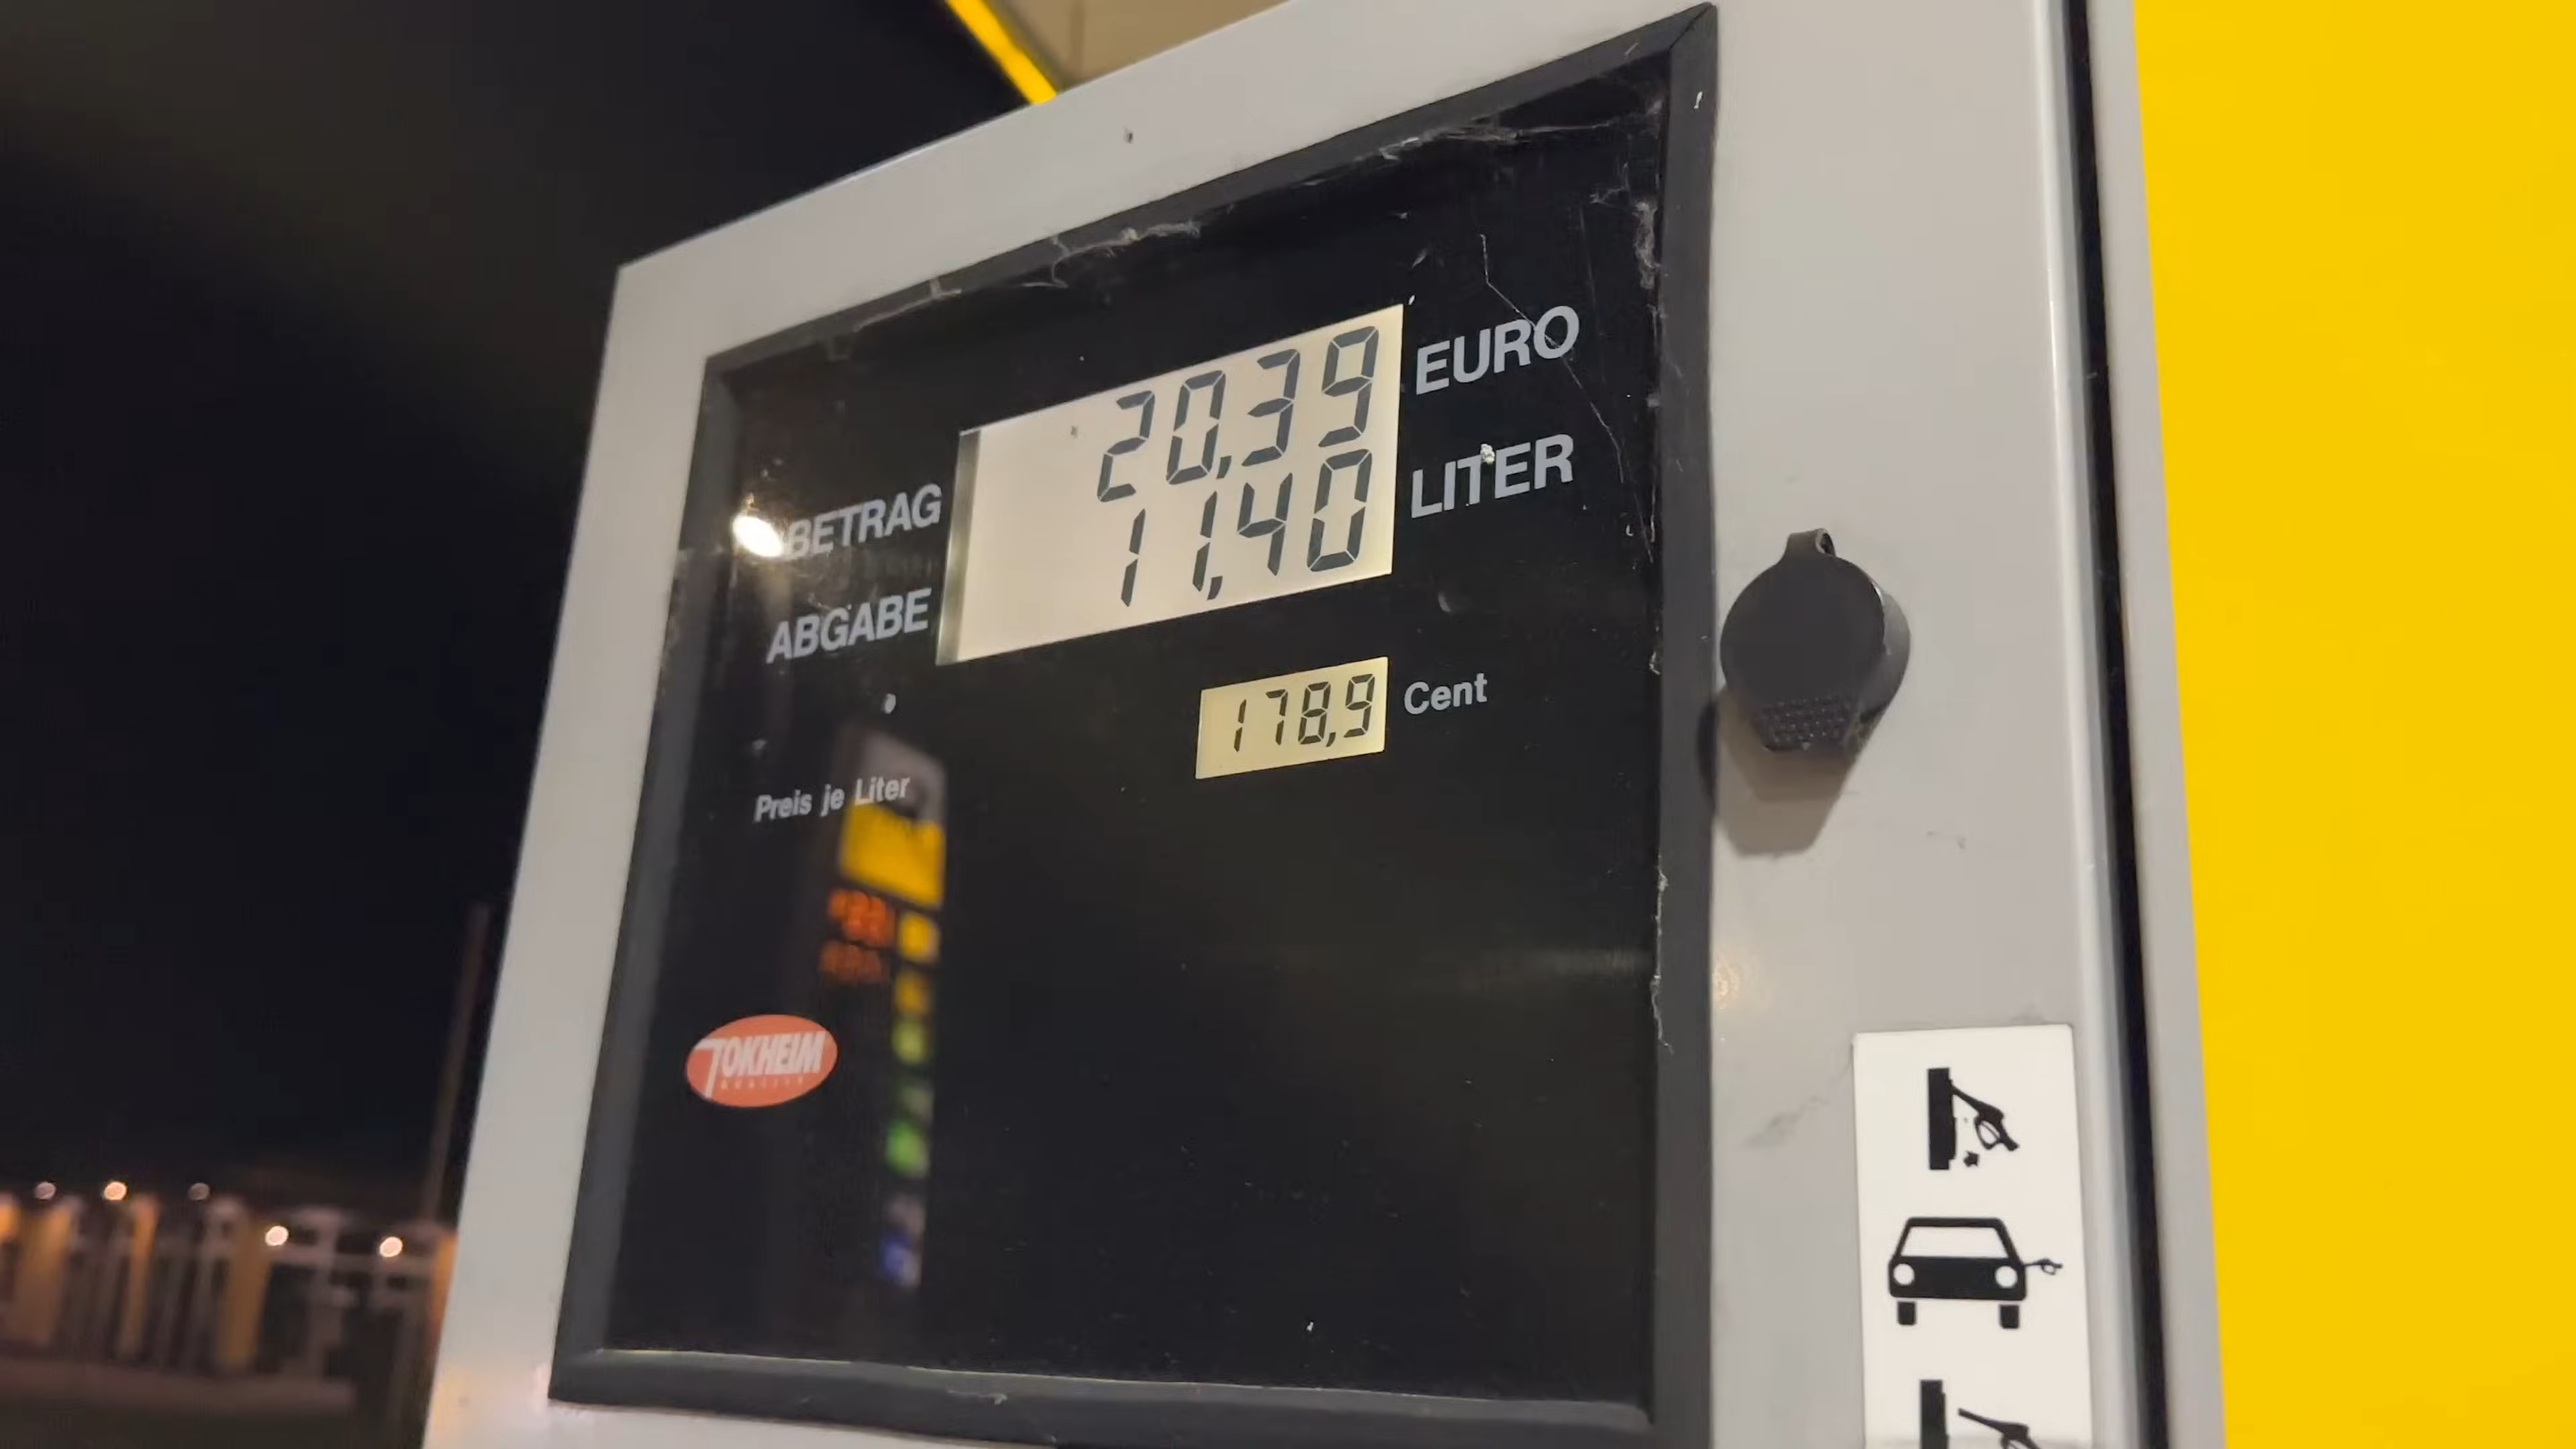 20,39 EURO
BETRAG
11,40 LITER
ABGABE
178,9 Cent
Preis je Liter
TOKHEIM